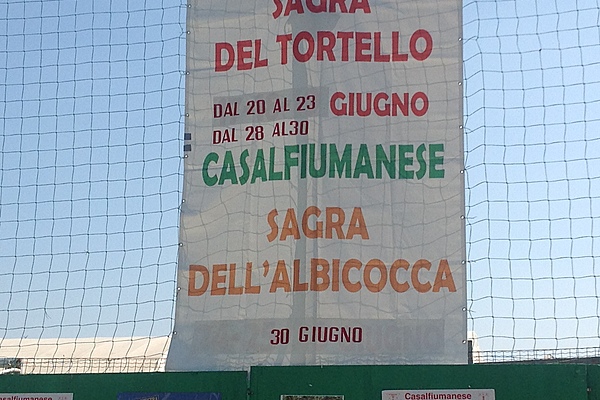 SAGRA
DEL TORTELLO
DAL 20 AL 23 GIUGNO
DAL 28 AL30
CASALFIUMANESE
SAGRA
DELL'ALBICOCCA
30 GIUGNO
Casalfiumanese